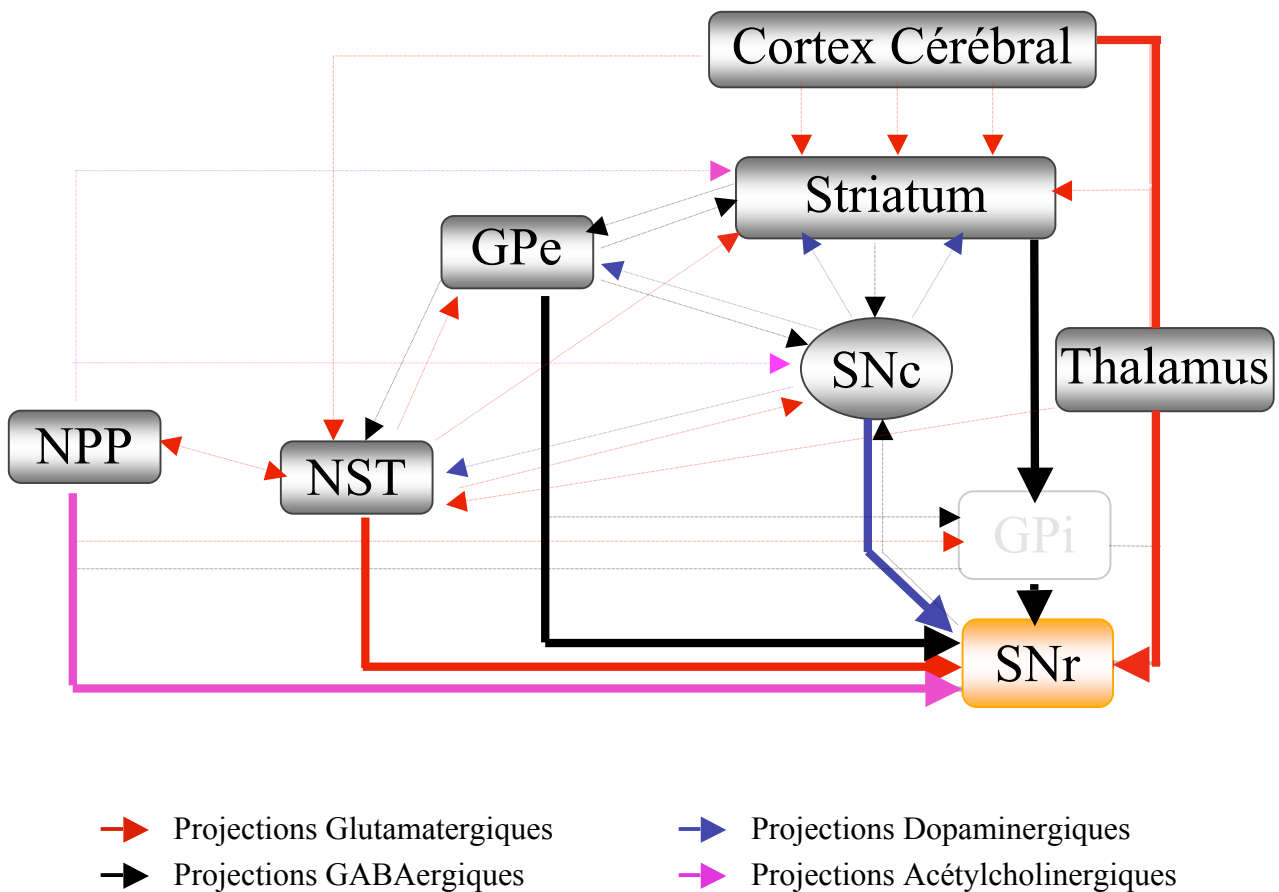 Cortex Cérébral
Striatum
GPe
SNc
Thalamus
NPP
NST
GPi
SNr
Projections Glutamatergiques
Projections Dopaminergiques
Projections GABAergiques
Projections Acétylcholinergiques